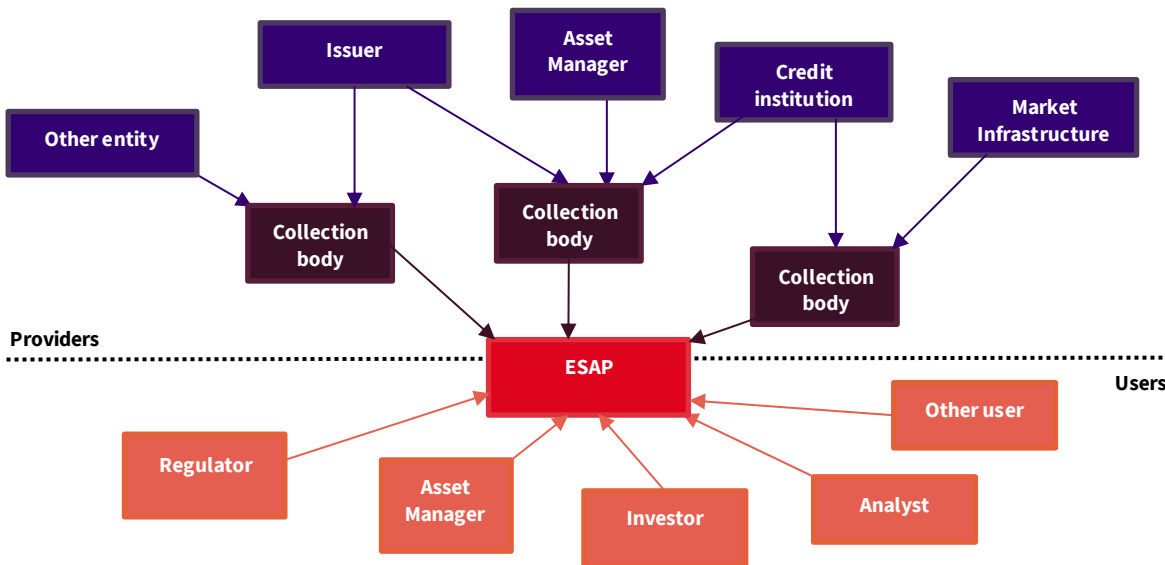 Issuer
Asset
Manager
Credit
institution
Market
Infrastructure
Other entity
Collection
body
Collection
body
Collection
body
Providers
ESAP
Users
Other user
Regulator
Asset
Manager
Investor
Analyst